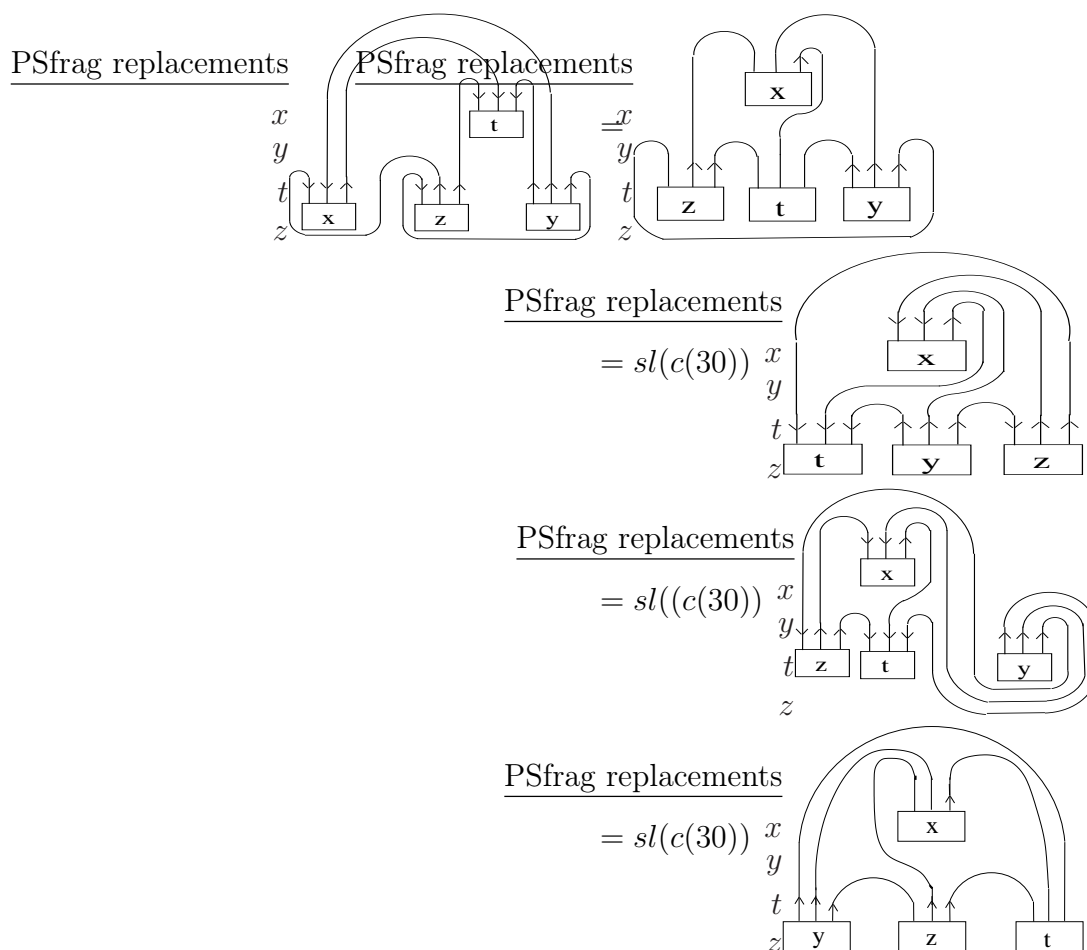 PSfrag replacements PSfrag replacements
x
x = x
y y
t t
x z y z t y
z z
PSfrag replacements
= sl(c(30)) x
x
y
t
t y z
z
PSfrag replacements
x
= sl((c(30)) x
y
z t y
t
z
PSfrag replacements
x
= sl(c(30)) x
y
t
y z t
z